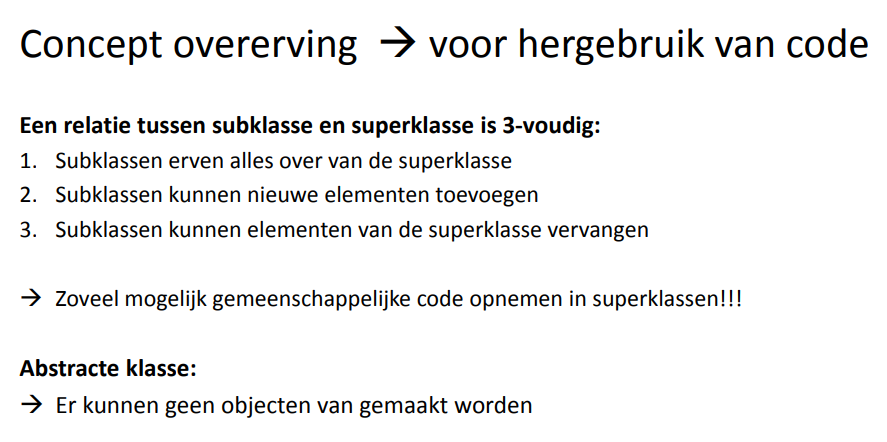 Concept overerving → voor hergebruik van code
Een relatie tussen subklasse en superklasse is 3-voudig:
1. Subklassen erven alles over van de superklasse
2. Subklassen kunnen nieuwe elementen toevoegen
3. Subklassen kunnen elementen van de superklasse vervangen
→ Zoveel mogelijk gemeenschappelijke code opnemen in superklassen!!!
Abstracte klasse:
→ Er kunnen geen objecten van gemaakt worden